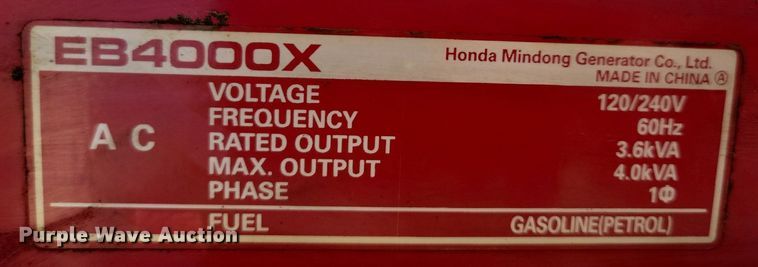 EB4000X Honda Mindong Generator Co., Ltd.
MADE IN CHINA Ⓐ
AC
VOLTAGE 120/240V
FREQUENCY 60Hz
RATED OUTPUT 3.6kVA
MAX. OUTPUT 4.0kVA
PHASE 1Φ
FUEL GASOLINE(PETROL)
Purple Wave Auction